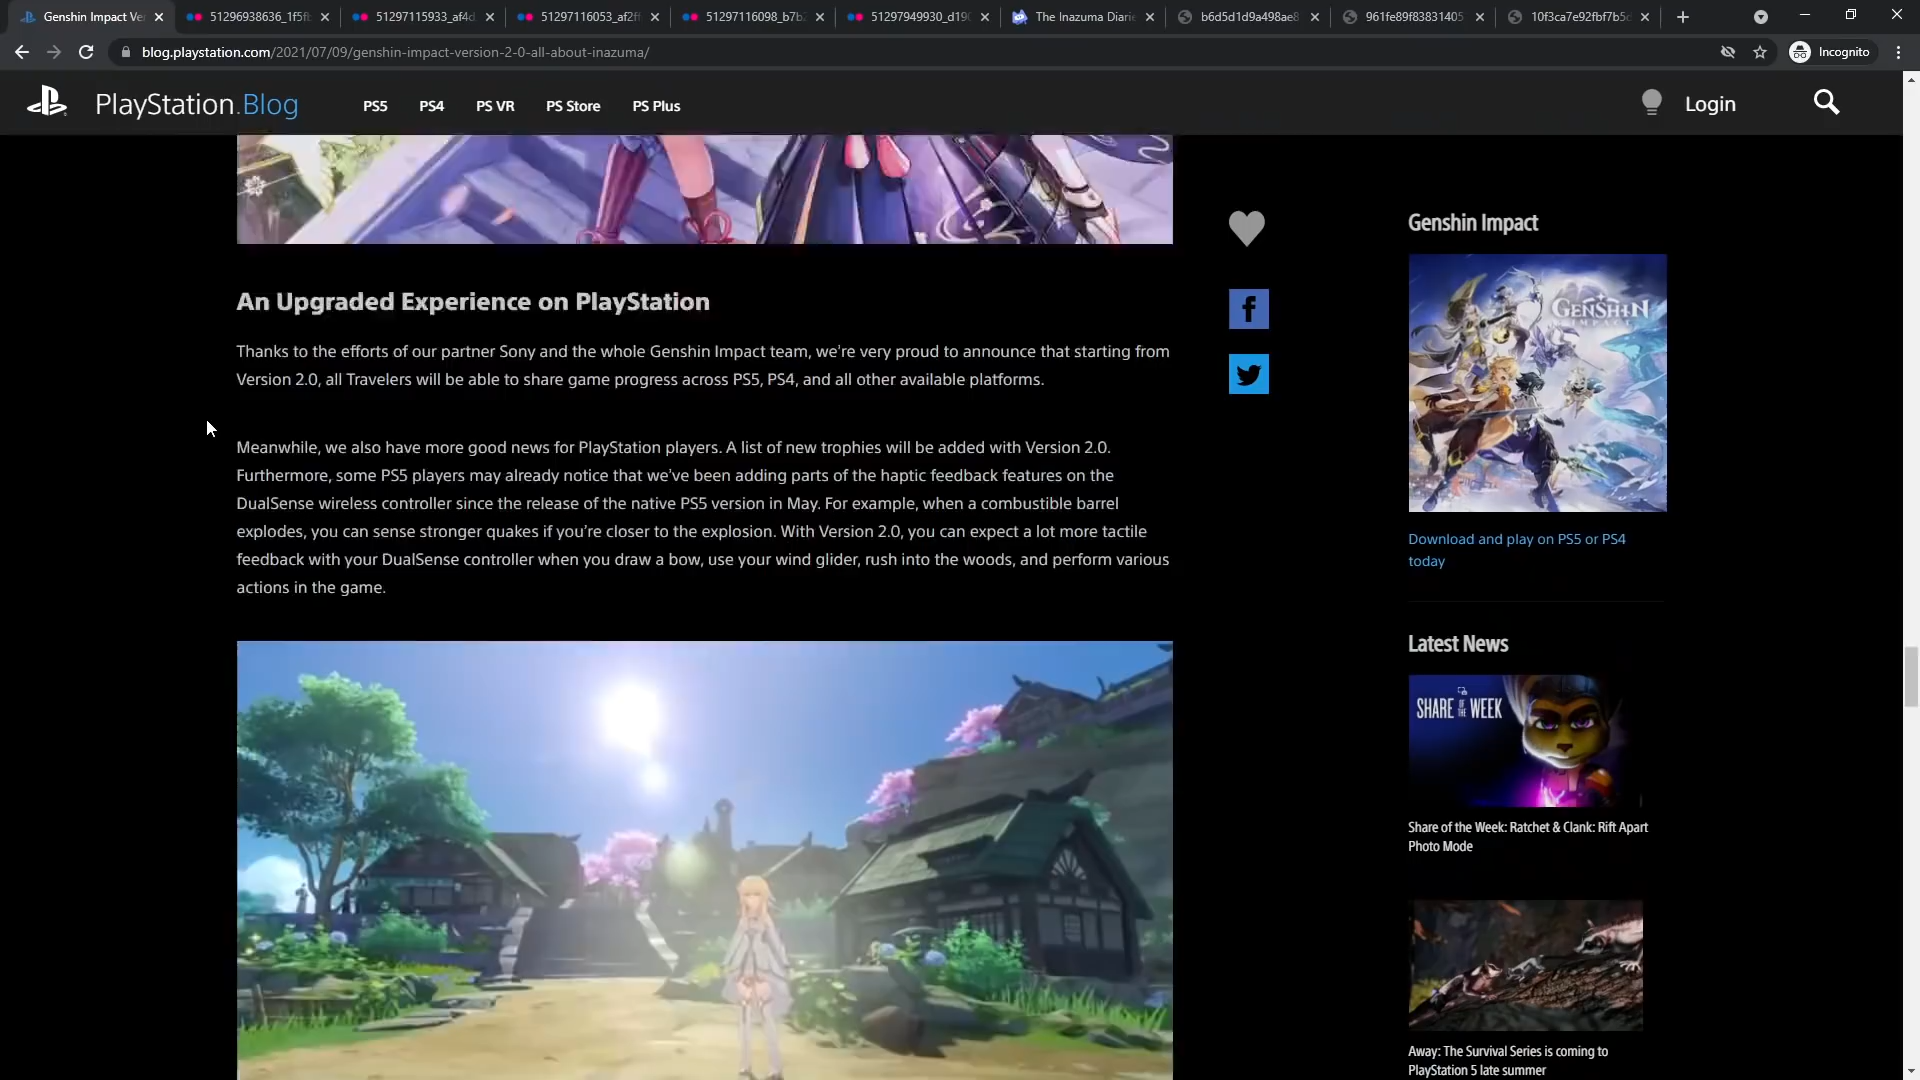 Genshin Impact Ve
51296938636_1f5f
51297115933_af4d
51297116053_af2f
51297116098_b7b
51297949930_d19
The Inazuma Diarie
b6d5d1d9a498ae8
961fe89f83831405
10f3ca7e92fbf7b5
blog.playstation.com/2021/07/09/genshin-impact-version-2-0-all-about-inazuma/
Incognito
PlayStation.Blog
PS5
PS4
PS VR
PS Store
PS Plus
Login
An Upgraded Experience on PlayStation
Thanks to the efforts of our partner Sony and the whole Genshin Impact team, we’re very proud to announce that starting from
Version 2.0, all Travelers will be able to share game progress across PS5, PS4, and all other available platforms.
Meanwhile, we also have more good news for PlayStation players. A list of new trophies will be added with Version 2.0.
Furthermore, some PS5 players may already notice that we’ve been adding parts of the haptic feedback features on the
DualSense wireless controller since the release of the native PS5 version in May. For example, when a combustible barrel
explodes, you can sense stronger quakes if you’re closer to the explosion. With Version 2.0, you can expect a lot more tactile
feedback with your DualSense controller when you draw a bow, use your wind glider, rush into the woods, and perform various
actions in the game.
Genshin Impact
GENSHIN
IMPACT
Download and play on PS5 or PS4
today
Latest News
SHARE OF THE WEEK
Share of the Week: Ratchet & Clank: Rift Apart
Photo Mode
Away: The Survival Series is coming to
PlayStation 5 late summer